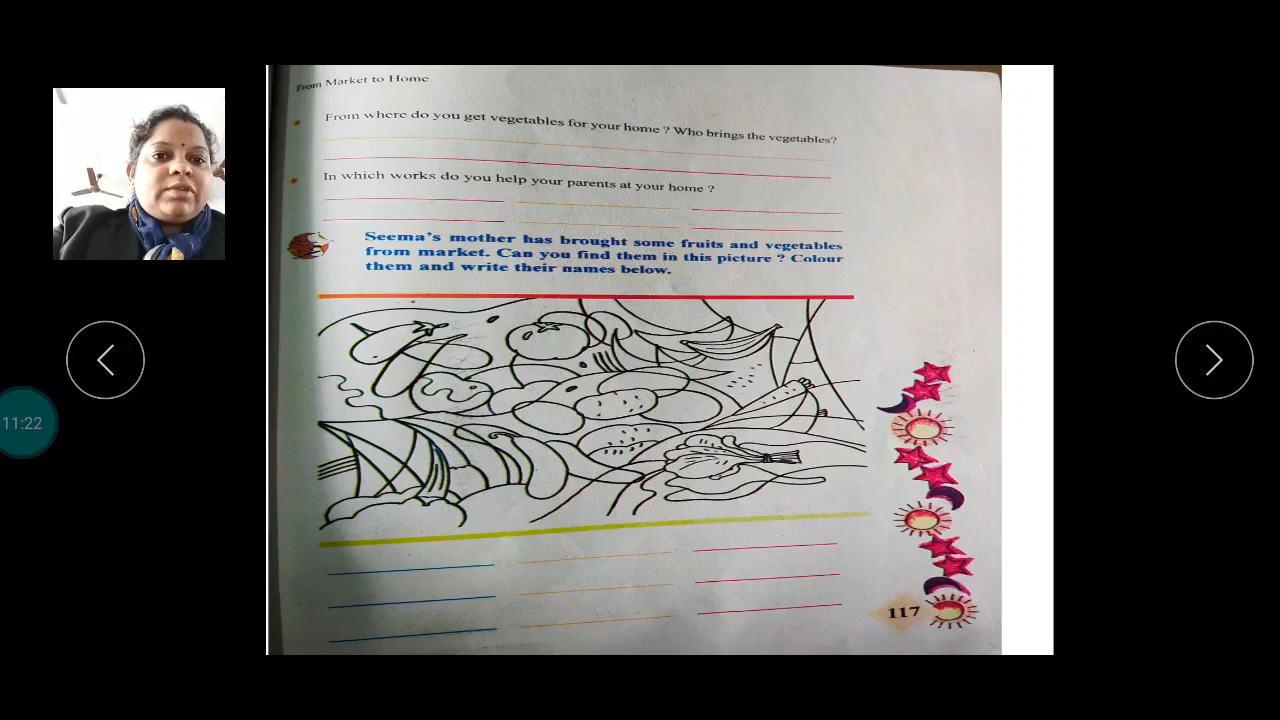 From Market to Home
From where do you get vegetables for your home ? Who brings the vegetables?
In which works do you help your parents at your home ?
Seema's mother has brought some fruits and vegetables
from market. Can you find them in this picture ? Colour
them and write their names below.
11:22
117